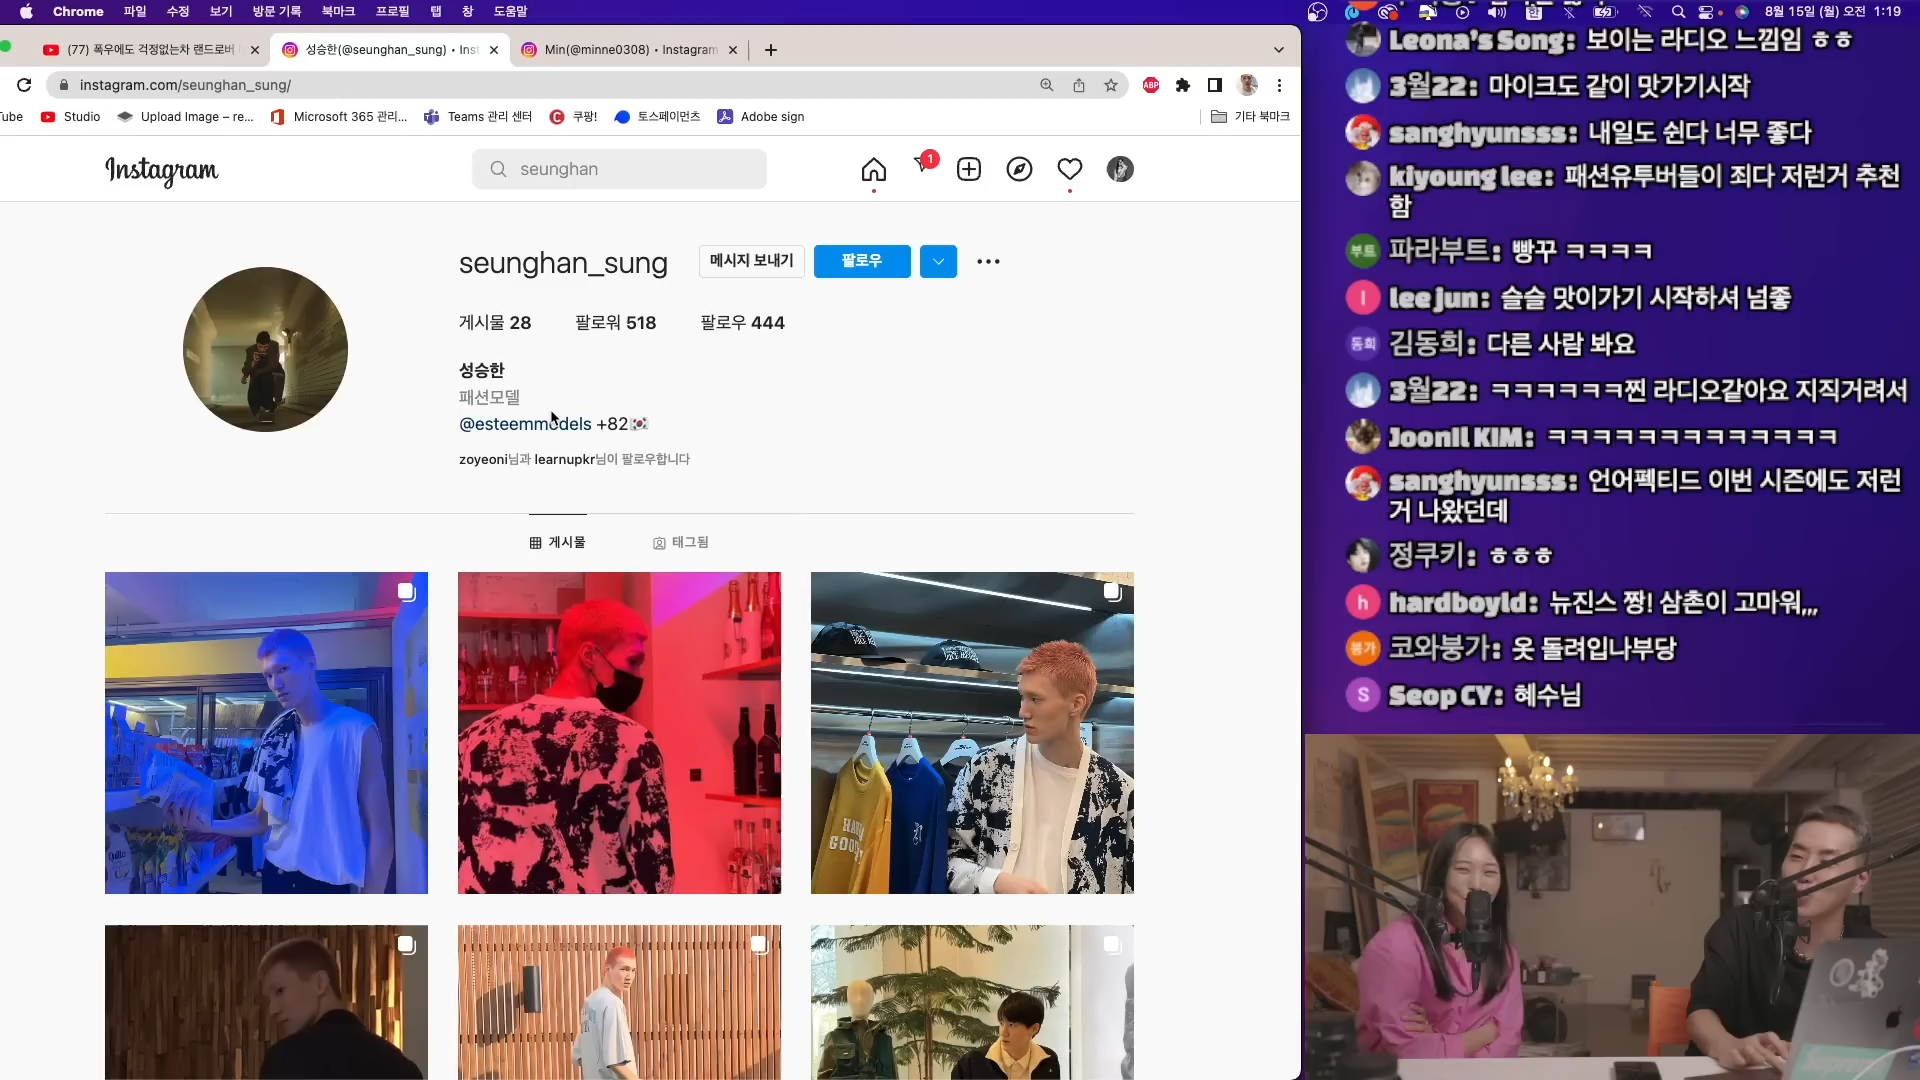 Chrome 파일 수정 보기 방문 기록 북마크 프로필 탭 창 도움말
8월 15일 (월) 오전 1:19
(77) 폭우에도 걱정없는차 랜드로버
성승한(@seunghan_sung) • Inst
Min(@minne0308) • Instagram
instagram.com/seunghan_sung/
ABP
ube Studio Upload Image – re... Microsoft 365 관리... Teams 관리 센터 쿠팡! 토스페이먼츠 Adobe sign 기타 북마크
Instagram
seunghan
1
seunghan_sung 메시지 보내기 팔로우
게시물 28 팔로워 518 팔로우 444
성승한
패션모델
@esteemmodels +82🇰🇷
zoyeoni님과 learnupkr님이 팔로우합니다
게시물 태그됨
Leona's Song: 보이는 라디오 느낌임 ㅎㅎ
3월22: 마이크도 같이 맛가기시작
sanghyunsss: 내일도 쉰다 너무 좋다
kiyoung lee: 패션유투버들이 죄다 저런거 추천
함
부트 파라부트: 빵꾸 ㅋㅋㅋㅋ
l lee jun: 슬슬 맛이가기 시작하셔 넘좋
동희 김동희: 다른 사람 봐요
3월22: ㅋㅋㅋㅋㅋㅋ찐 라디오같아요 지직거려서
Joonil KIM: ㅋㅋㅋㅋㅋㅋㅋㅋㅋㅋㅋㅋㅋ
sanghyunsss: 언어펙티드 이번 시즌에도 저런
거 나왔던데
정쿠키: ㅎㅎㅎ
h hardboyld: 뉴진스 짱! 삼촌이 고마워,,,
붕가 코와붕가: 옷 돌려입나부당
S Seop CY: 혜수님